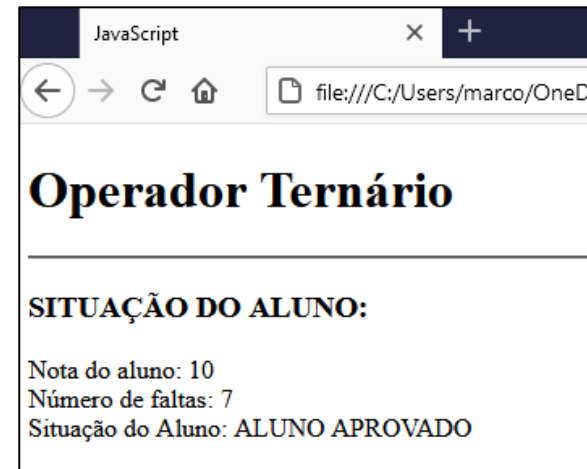 JavaScript
file:///C:/Users/marco/OneD
Operador Ternário
SITUAÇÃO DO ALUNO:
Nota do aluno: 10
Número de faltas: 7
Situação do Aluno: ALUNO APROVADO